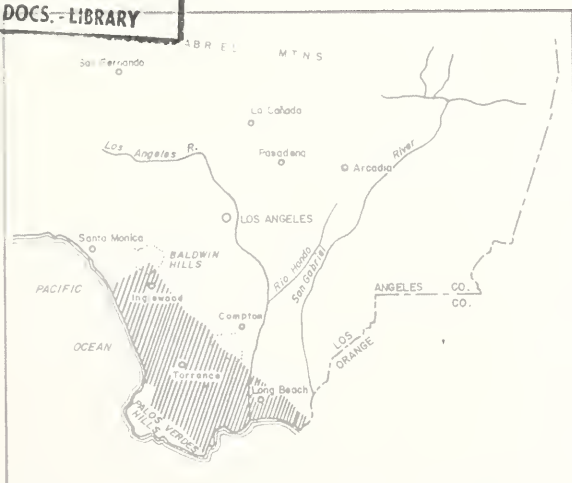 DOCS. - LIBRARY
ABRIEL MTNS
San Fernando
La Cañada
Los Angeles R.
Pasadena
Arcadia
River
LOS ANGELES
Santa Monica
BALDWIN
HILLS
Rio Hondo
San Gabriel
PACIFIC
Inglewood
ANGELES CO.
CO.
Compton
LOS
ORANGE
OCEAN
Torrance
Long Beach
PALOS VERDES
HILLS